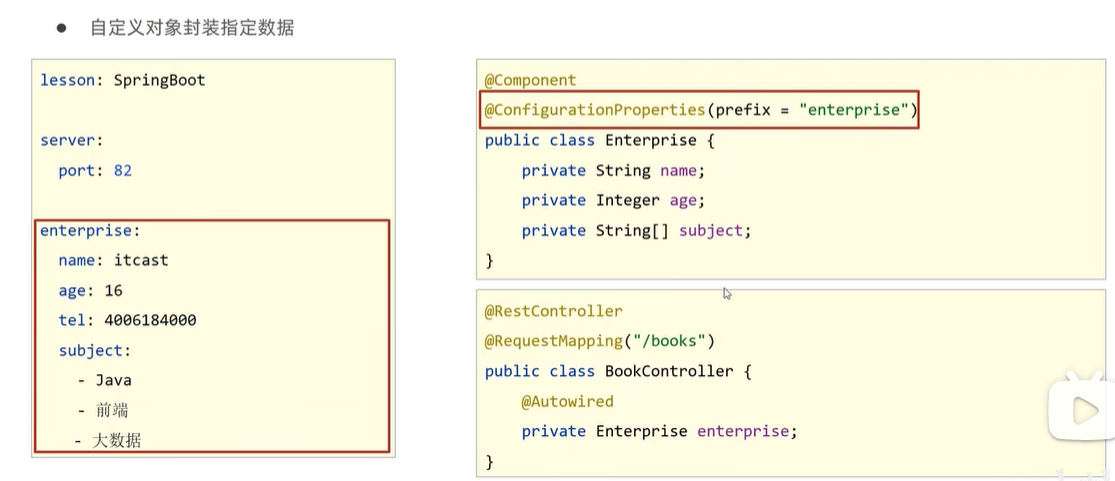 ● 自定义对象封装指定数据
lesson: SpringBoot
server:
port: 82
enterprise:
name: itcast
age: 16
tel: 4006184000
subject:
- Java
- 前端
- 大数据
@Component
@ConfigurationProperties(prefix = "enterprise")
public class Enterprise {
private String name;
private Integer age;
private String[] subject;
}
@RestController
@RequestMapping("/books")
public class BookController {
@Autowired
private Enterprise enterprise;
}